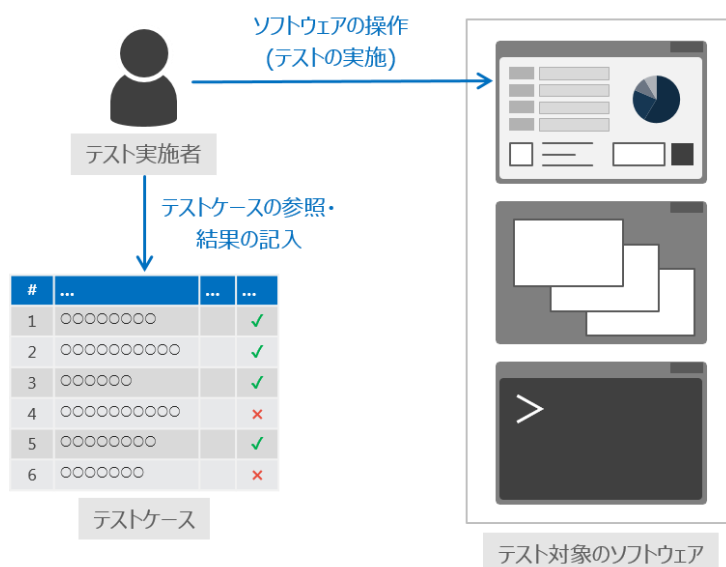 ソフトウェアの操作
(テストの実施)
テスト実施者
テストケースの参照・
結果の記入
# ... ... ...
1 ○○○○○○○○ ✓
2 ○○○○○○○○○○ ✓
3 ○○○○○○ ✓
4 ○○○○○○○○○○ ×
5 ○○○○○○○○ ✓
6 ○○○○○○○ ×
テストケース
>
テスト対象のソフトウェア